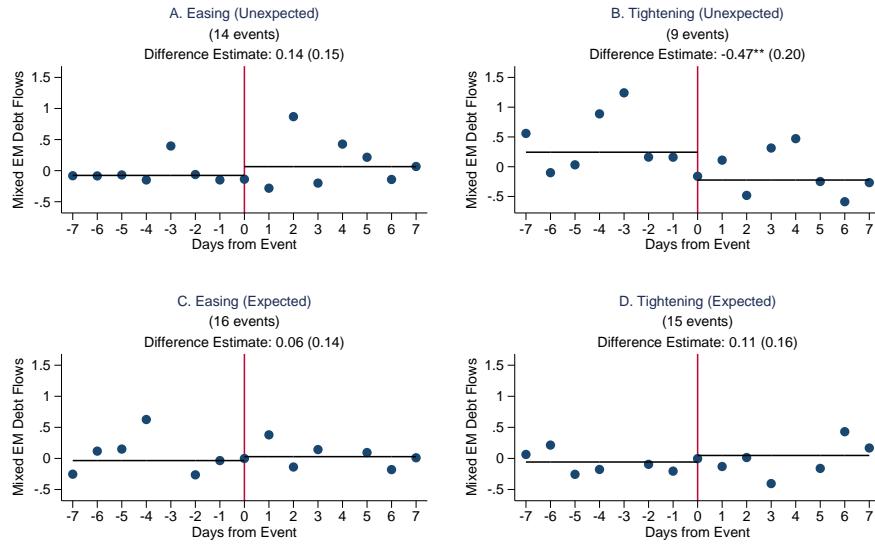 A. Easing (Unexpected)
(14 events)
Difference Estimate: 0.14 (0.15)
Mixed EM Debt Flows
1.5
1
.5
0
-.5
-7 -6 -5 -4 -3 -2 -1 0 1 2 3 4 5 6 7
Days from Event
B. Tightening (Unexpected)
(9 events)
Difference Estimate: -0.47** (0.20)
Mixed EM Debt Flows
1.5
1
.5
0
-.5
-7 -6 -5 -4 -3 -2 -1 0 1 2 3 4 5 6 7
Days from Event
C. Easing (Expected)
(16 events)
Difference Estimate: 0.06 (0.14)
Mixed EM Debt Flows
1.5
1
.5
0
-.5
-7 -6 -5 -4 -3 -2 -1 0 1 2 3 4 5 6 7
Days from Event
D. Tightening (Expected)
(15 events)
Difference Estimate: 0.11 (0.16)
Mixed EM Debt Flows
1.5
1
.5
0
-.5
-7 -6 -5 -4 -3 -2 -1 0 1 2 3 4 5 6 7
Days from Event